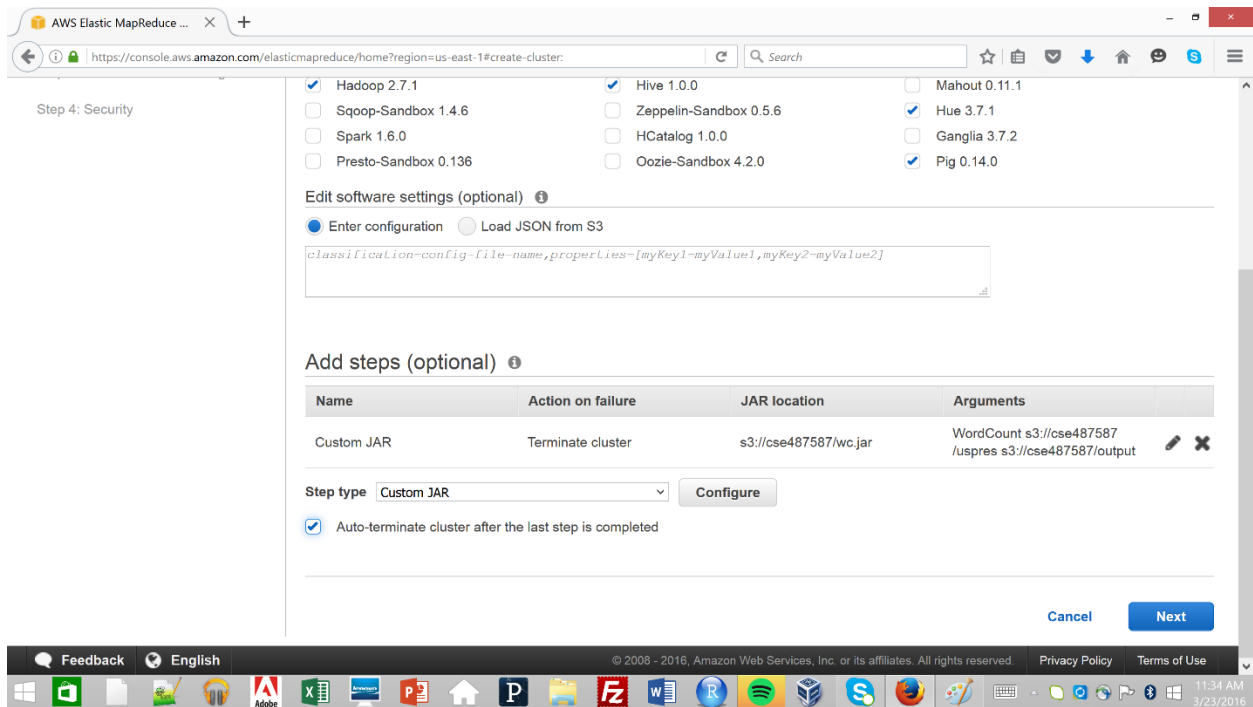 AWS Elastic MapReduce ...
https://console.aws.amazon.com/elasticmapreduce/home?region=us-east-1#create-cluster:
Search
Step 4: Security
Hadoop 2.7.1 Hive 1.0.0 Mahout 0.11.1
Sqoop-Sandbox 1.4.6 Zeppelin-Sandbox 0.5.6 Hue 3.7.1
Spark 1.6.0 HCatalog 1.0.0 Ganglia 3.7.2
Presto-Sandbox 0.136 Oozie-Sandbox 4.2.0 Pig 0.14.0
Edit software settings (optional)
Enter configuration Load JSON from S3
classification=config-file-name,properties=[myKey1=myValue1,myKey2=myValue2]
Add steps (optional)
Name Action on failure JAR location Arguments
Custom JAR Terminate cluster s3://cse487587/wc.jar WordCount s3://cse487587
/uspres s3://cse487587/output
Step type Custom JAR Configure
Auto-terminate cluster after the last step is completed
Cancel Next
Feedback English © 2008 - 2016, Amazon Web Services, Inc. or its affiliates. All rights reserved. Privacy Policy Terms of Use
Adobe
11:34 AM
3/23/2016